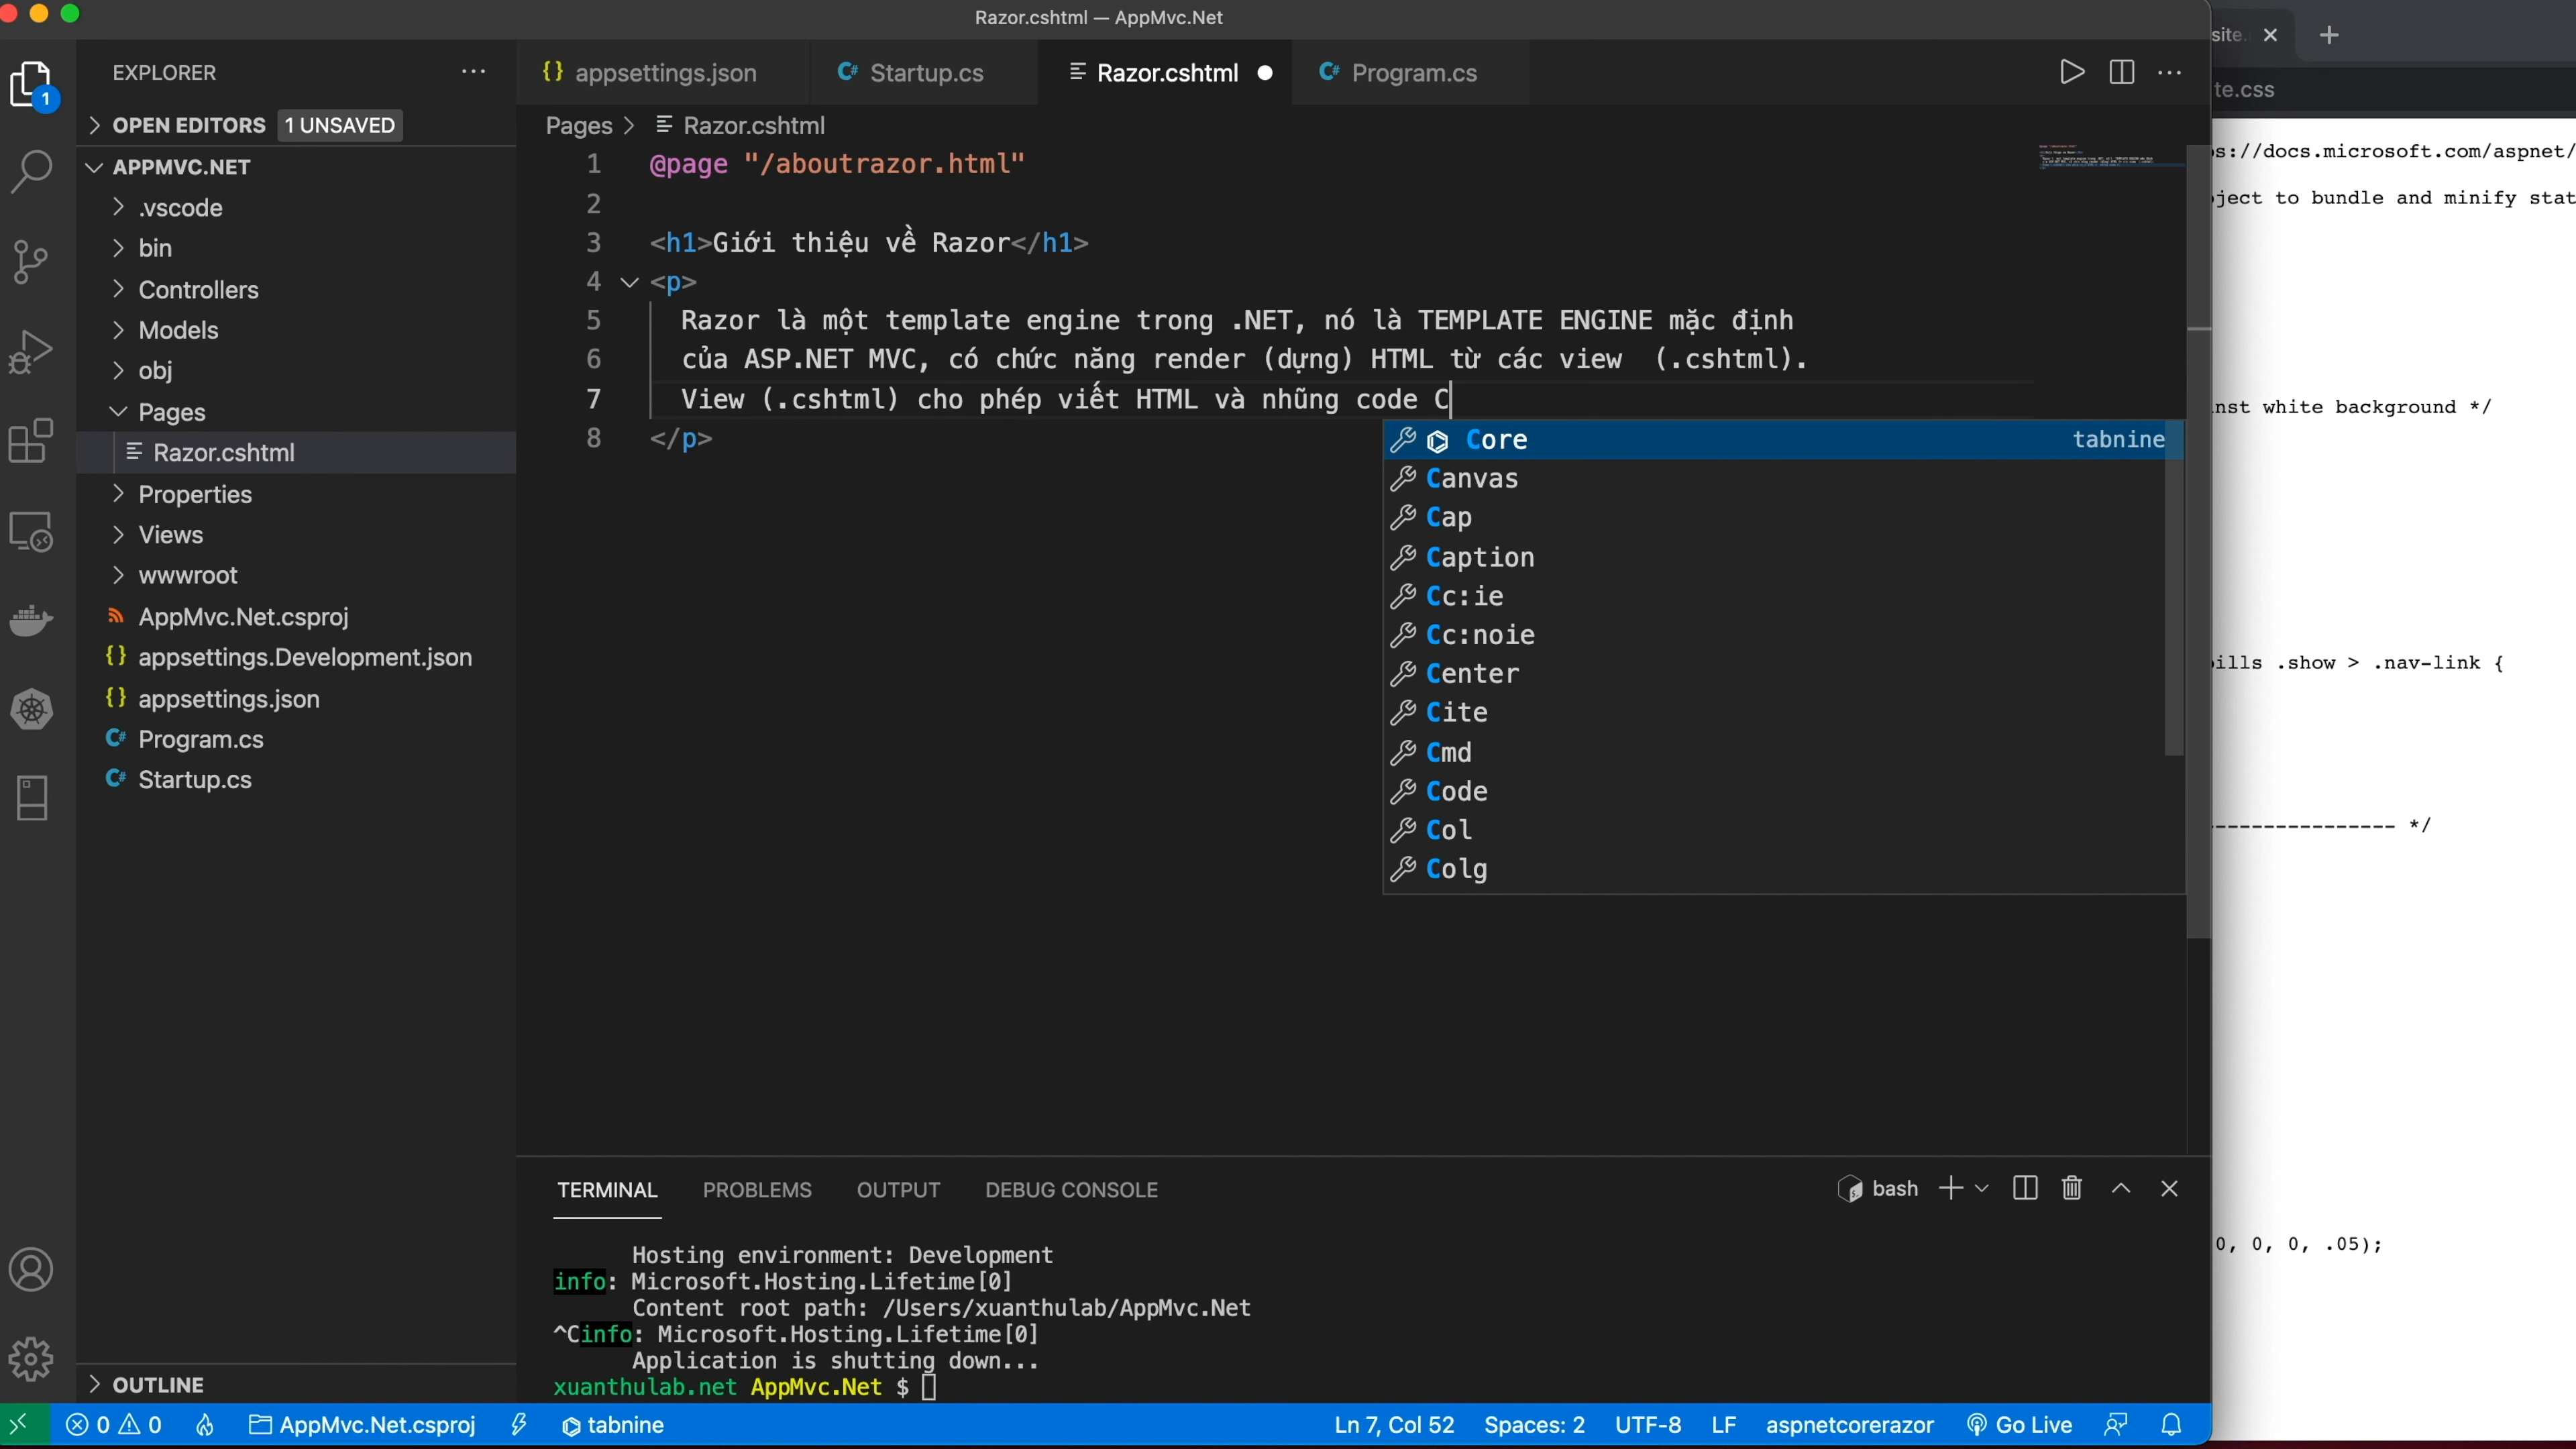 Razor.cshtml — AppMvc.Net
EXPLORER
1
OPEN EDITORS 1 UNSAVED
APPMVC.NET
.vscode
bin
Controllers
Models
obj
Pages
Razor.cshtml
Properties
Views
wwwroot
AppMvc.Net.csproj
{} appsettings.Development.json
{} appsettings.json
C# Program.cs
C# Startup.cs
OUTLINE
{} appsettings.json
C# Startup.cs
Razor.cshtml
C# Program.cs
Pages > Razor.cshtml
1 @page "/aboutrazor.html"
2
3 <h1>Giới thiệu về Razor</h1>
4 <p>
5 Razor là một template engine trong .NET, nó là TEMPLATE ENGINE mặc định
6 của ASP.NET MVC, có chức năng render (dựng) HTML từ các view  (.cshtml).
7 View (.cshtml) cho phép viết HTML và nhũng code C
8 </p>
Core tabnine
Canvas
Cap
Caption
Cc:ie
Cc:noie
Center
Cite
Cmd
Code
Col
Colg
TERMINAL PROBLEMS OUTPUT DEBUG CONSOLE
bash
Hosting environment: Development
info: Microsoft.Hosting.Lifetime[0]
Content root path: /Users/xuanthulab/AppMvc.Net
^Cinfo: Microsoft.Hosting.Lifetime[0]
Application is shutting down...
xuanthulab.net AppMvc.Net $
0 0 AppMvc.Net.csproj tabnine
Ln 7, Col 52 Spaces: 2 UTF-8 LF aspnetcorerazor Go Live
site.
te.css
s://docs.microsoft.com/aspnet/
ject to bundle and minify stat
inst white background */
ills .show > .nav-link {
---------------- */
0, 0, 0, .05);